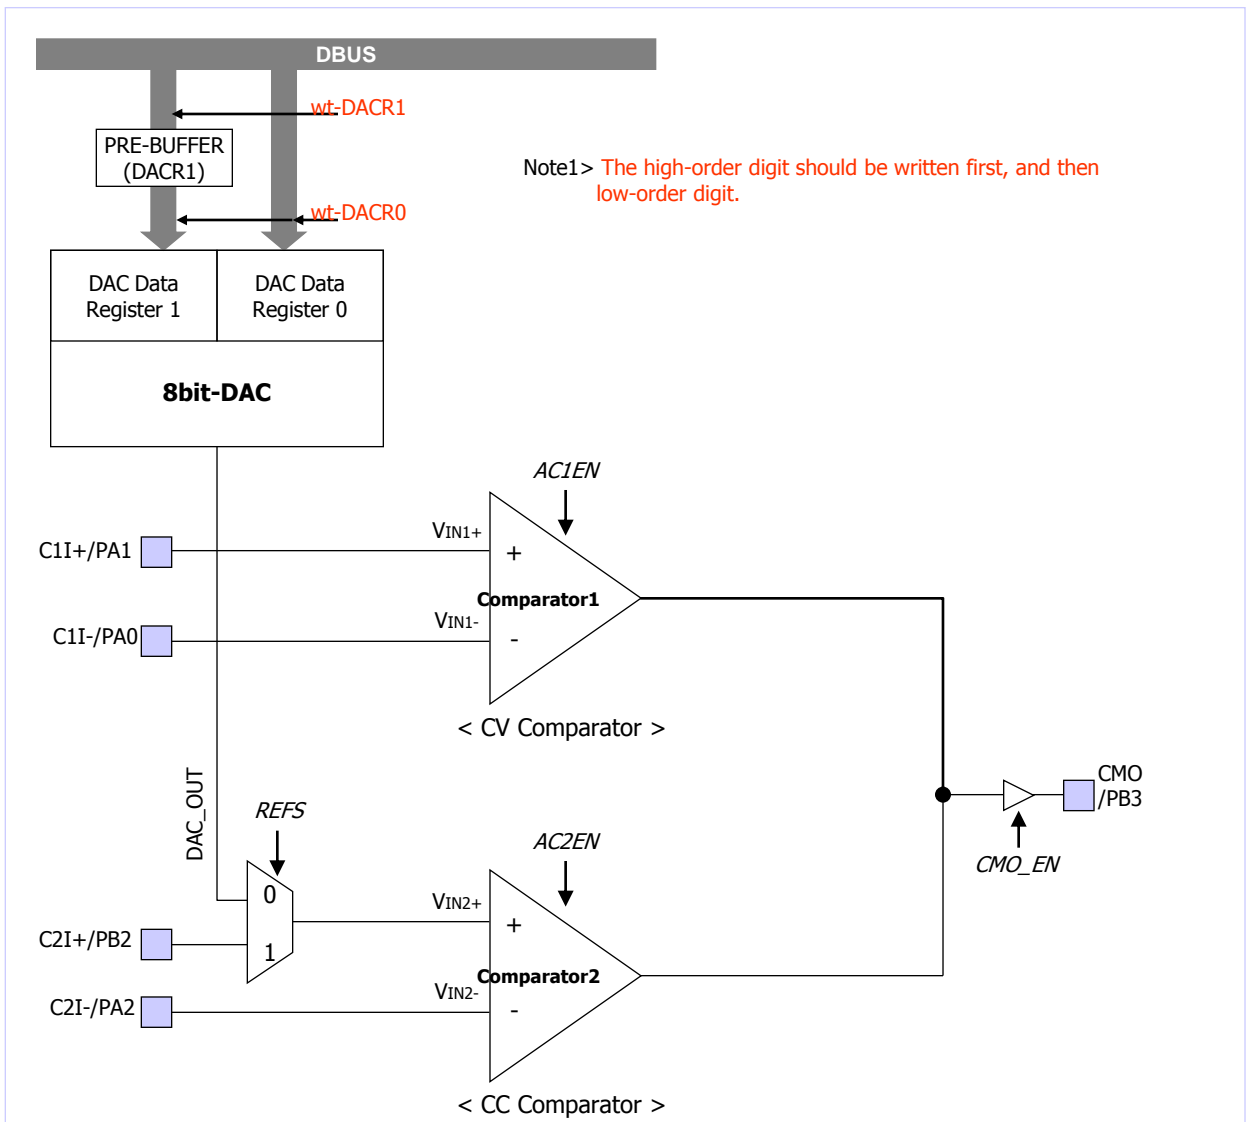 DBUS
wt-DACR1
PRE-BUFFER
(DACR1)
Note1> The high-order digit should be written first, and then
low-order digit.
wt-DACR0
DAC Data
Register 1
DAC Data
Register 0
8bit-DAC
AC1EN
C1I+/PA1
VIN1+
+
Comparator1
C1I-/PA0
VIN1-
-
< CV Comparator >
DAC_OUT
REFS
CMO
/PB3
CMO_EN
AC2EN
0
1
C2I+/PB2
VIN2+
+
Comparator2
C2I-/PA2
VIN2-
-
< CC Comparator >